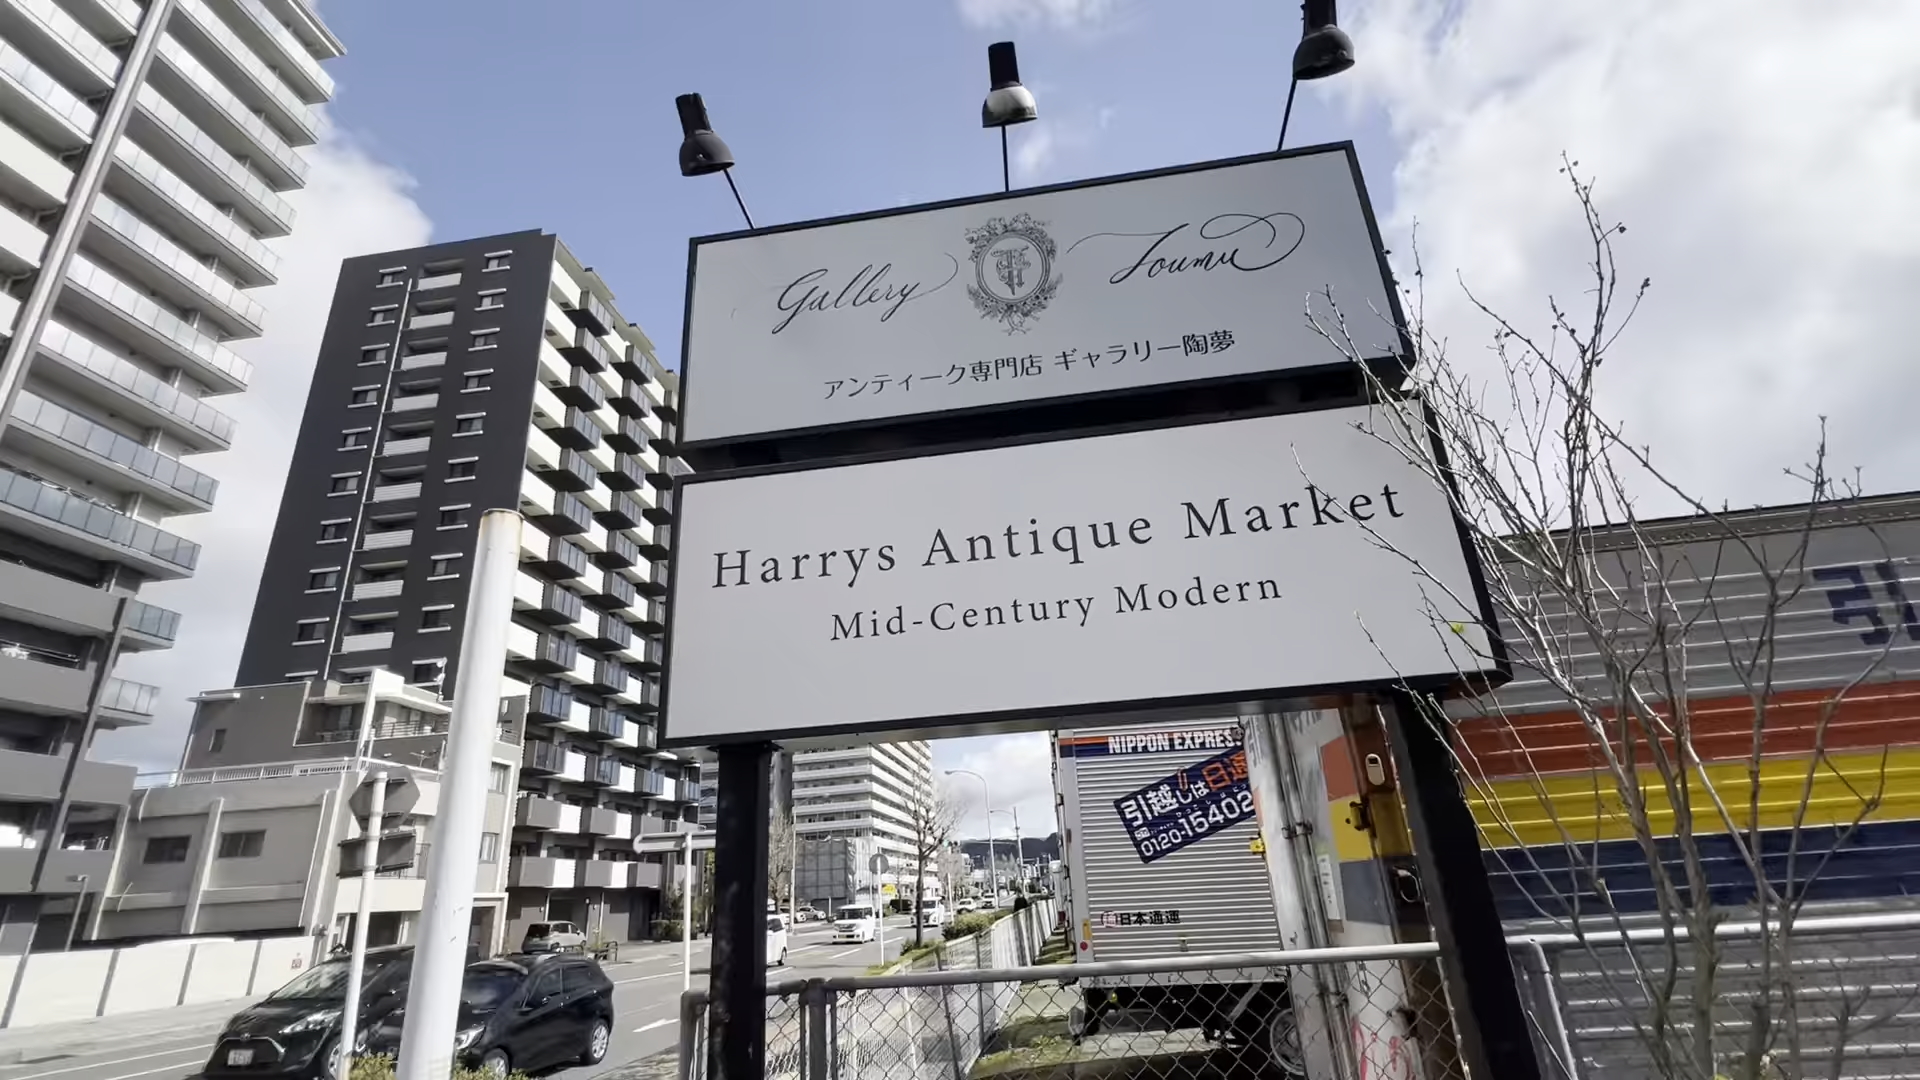 Gallery Toumu
アンティーク専門店 ギャラリー陶夢
Harrys Antique Market
Mid-Century Modern
NIPPON EXPRESS
引越しは日通
0120-15402
日本通運
引